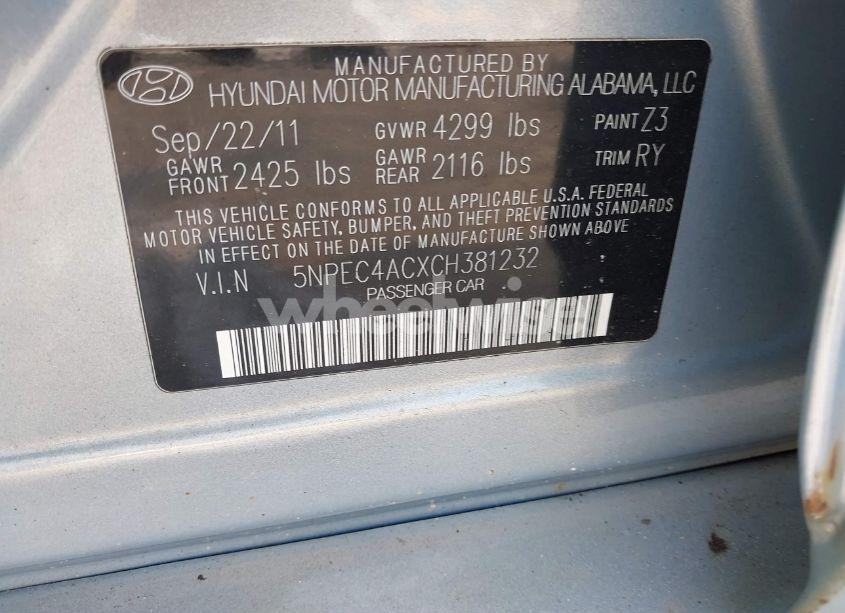 MANUFACTURED BY
HYUNDAI MOTOR MANUFACTURING ALABAMA, LLC
Sep/22/11 GVWR 4299 lbs PAINT Z3
GAWR FRONT 2425 lbs GAWR REAR 2116 lbs TRIM RY
THIS VEHICLE CONFORMS TO ALL APPLICABLE U.S.A. FEDERAL
MOTOR VEHICLE SAFETY, BUMPER, AND THEFT PREVENTION STANDARDS
IN EFFECT ON THE DATE OF MANUFACTURE SHOWN ABOVE
V.I.N 5NPEC4ACXCH381232
PASSENGER CAR
wheelwise